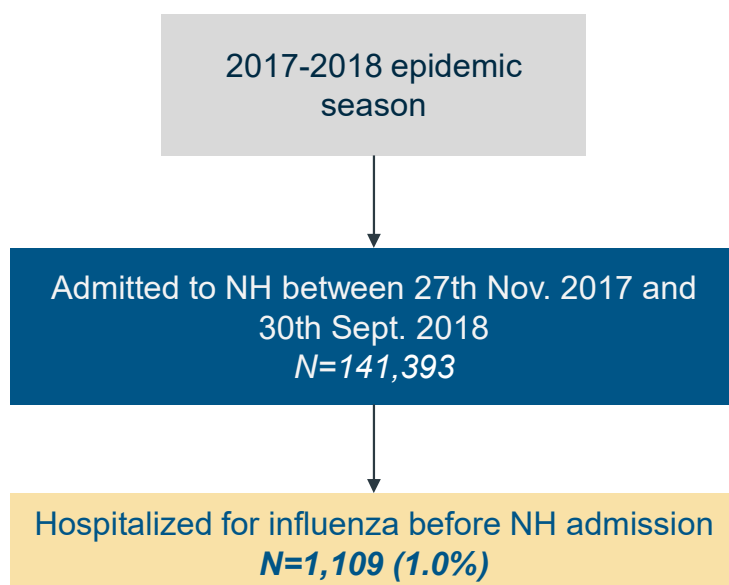 2017-2018 epidemic
season
Admitted to NH between 27th Nov. 2017 and
30th Sept. 2018
N=141,393
Hospitalized for influenza before NH admission
N=1,109 (1.0%)